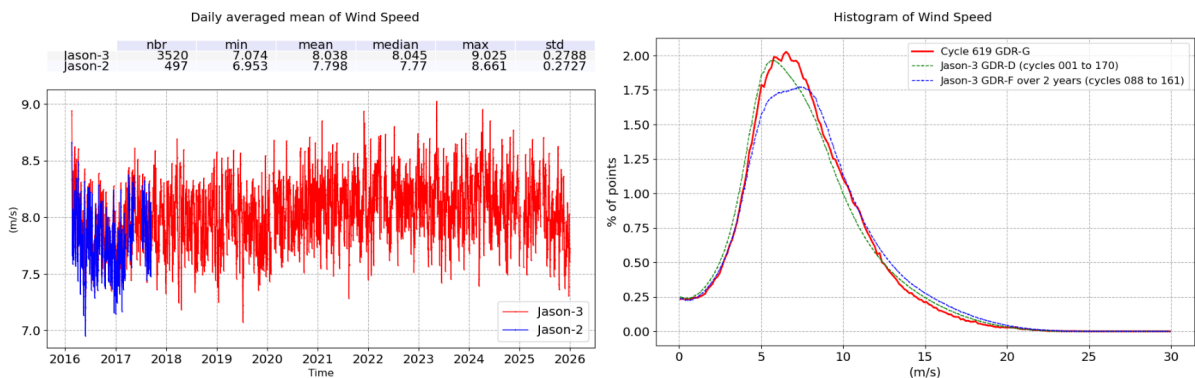 Daily averaged mean of Wind Speed
nbr min mean median max std
Jason-3 3520 7.074 8.038 8.045 9.025 0.2788
Jason-2 497 6.953 7.798 7.77 8.661 0.2727
9.0
8.5
8.0
7.5
7.0
(m/s)
Jason-3
Jason-2
2016 2017 2018 2019 2020 2021 2022 2023 2024 2025 2026
Time
Histogram of Wind Speed
Cycle 619 GDR-G
Jason-3 GDR-D (cycles 001 to 170)
Jason-3 GDR-F over 2 years (cycles 088 to 161)
2.00
1.75
1.50
1.25
1.00
0.75
0.50
0.25
0.00
% of points
0 5 10 15 20 25 30
(m/s)